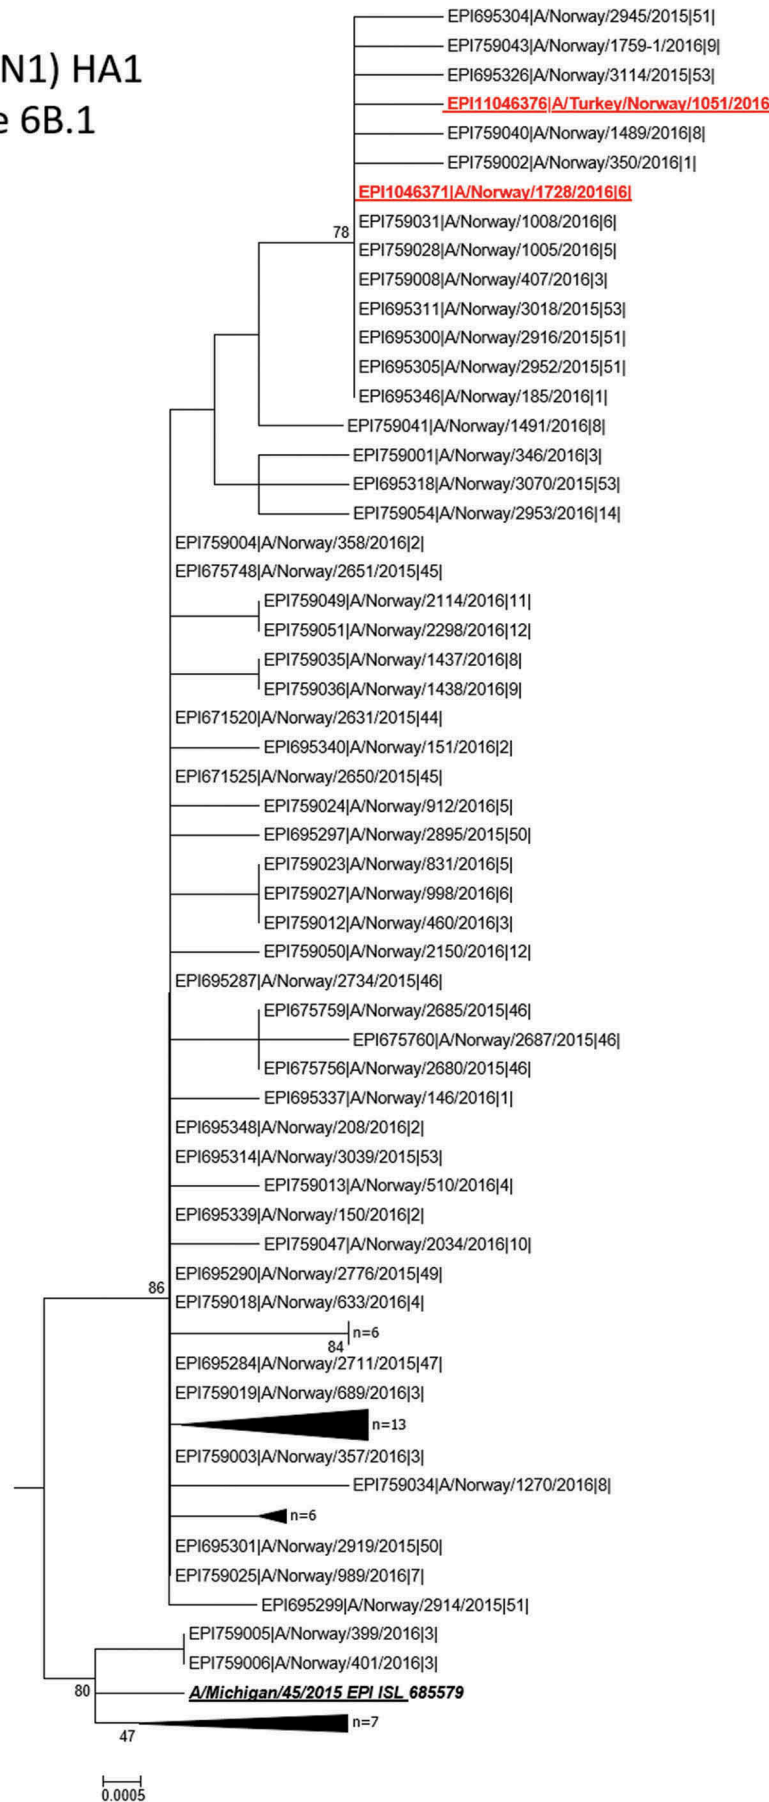 N1) HA1
e 6B.1
EPI695304|A/Norway/2945/2015|51|
EPI759043|A/Norway/1759-1/2016|9|
EPI695326|A/Norway/3114/2015|53|
EPI11046376|A/Turkey/Norway/1051/2016
EPI759040|A/Norway/1489/2016|8|
EPI759002|A/Norway/350/2016|1|
EPI1046371|A/Norway/1728/2016|6|
EPI759031|A/Norway/1008/2016|6|
78
EPI759028|A/Norway/1005/2016|5|
EPI759008|A/Norway/407/2016|3|
EPI695311|A/Norway/3018/2015|53|
EPI695300|A/Norway/2916/2015|51|
EPI695305|A/Norway/2952/2015|51|
EPI695346|A/Norway/185/2016|1|
EPI759041|A/Norway/1491/2016|8|
EPI759001|A/Norway/346/2016|3|
EPI695318|A/Norway/3070/2015|53|
EPI759054|A/Norway/2953/2016|14|
EPI759004|A/Norway/358/2016|2|
EPI675748|A/Norway/2651/2015|45|
EPI759049|A/Norway/2114/2016|11|
EPI759051|A/Norway/2298/2016|12|
EPI759035|A/Norway/1437/2016|8|
EPI759036|A/Norway/1438/2016|9|
EPI671520|A/Norway/2631/2015|44|
EPI695340|A/Norway/151/2016|2|
EPI671525|A/Norway/2650/2015|45|
EPI759024|A/Norway/912/2016|5|
EPI695297|A/Norway/2895/2015|50|
EPI759023|A/Norway/831/2016|5|
EPI759027|A/Norway/998/2016|6|
EPI759012|A/Norway/460/2016|3|
EPI759050|A/Norway/2150/2016|12|
EPI695287|A/Norway/2734/2015|46|
EPI675759|A/Norway/2685/2015|46|
EPI675760|A/Norway/2687/2015|46|
EPI675756|A/Norway/2680/2015|46|
EPI695337|A/Norway/146/2016|1|
EPI695348|A/Norway/208/2016|2|
EPI695314|A/Norway/3039/2015|53|
EPI759013|A/Norway/510/2016|4|
EPI695339|A/Norway/150/2016|2|
EPI759047|A/Norway/2034/2016|10|
EPI695290|A/Norway/2776/2015|49|
86
EPI759018|A/Norway/633/2016|4|
n=6
84
EPI695284|A/Norway/2711/2015|47|
EPI759019|A/Norway/689/2016|3|
n=13
EPI759003|A/Norway/357/2016|3|
EPI759034|A/Norway/1270/2016|8|
n=6
EPI695301|A/Norway/2919/2015|50|
EPI759025|A/Norway/989/2016|7|
EPI695299|A/Norway/2914/2015|51|
EPI759005|A/Norway/399/2016|3|
EPI759006|A/Norway/401/2016|3|
80
A/Michigan/45/2015 EPI ISL 685579
n=7
47
0.0005